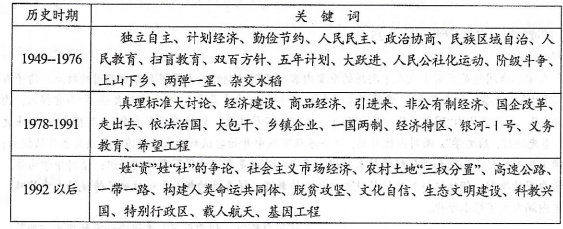 历史时期 关 键 词
1949--1976
独立自主、计划经济、勤俭节约、人民民主、政治协商、民族区域自治、人
民教育、扫盲教育、双百方针、五年计划、大跃进、人民公社化运动、阶级斗争、
上山下乡、两弹一星、杂交水稻
1978-1991
真理标准大讨论、经济建设、商品经济、引进来、非公有制经济、国企改革、
走出去、依法治国、大包干、乡镇企业、一国两制、经济特区、银河-Ⅰ号、义务
教育、希望工程
1992 以后
姓“资”姓“社”的争论、社会主义市场经济、农村土地“三权分置”、高速公路、
一带一路、构建人类命运共同体、脱贫攻坚、文化自信、生态文明建设、科教兴
国、特别行政区、载人航天、基因工程